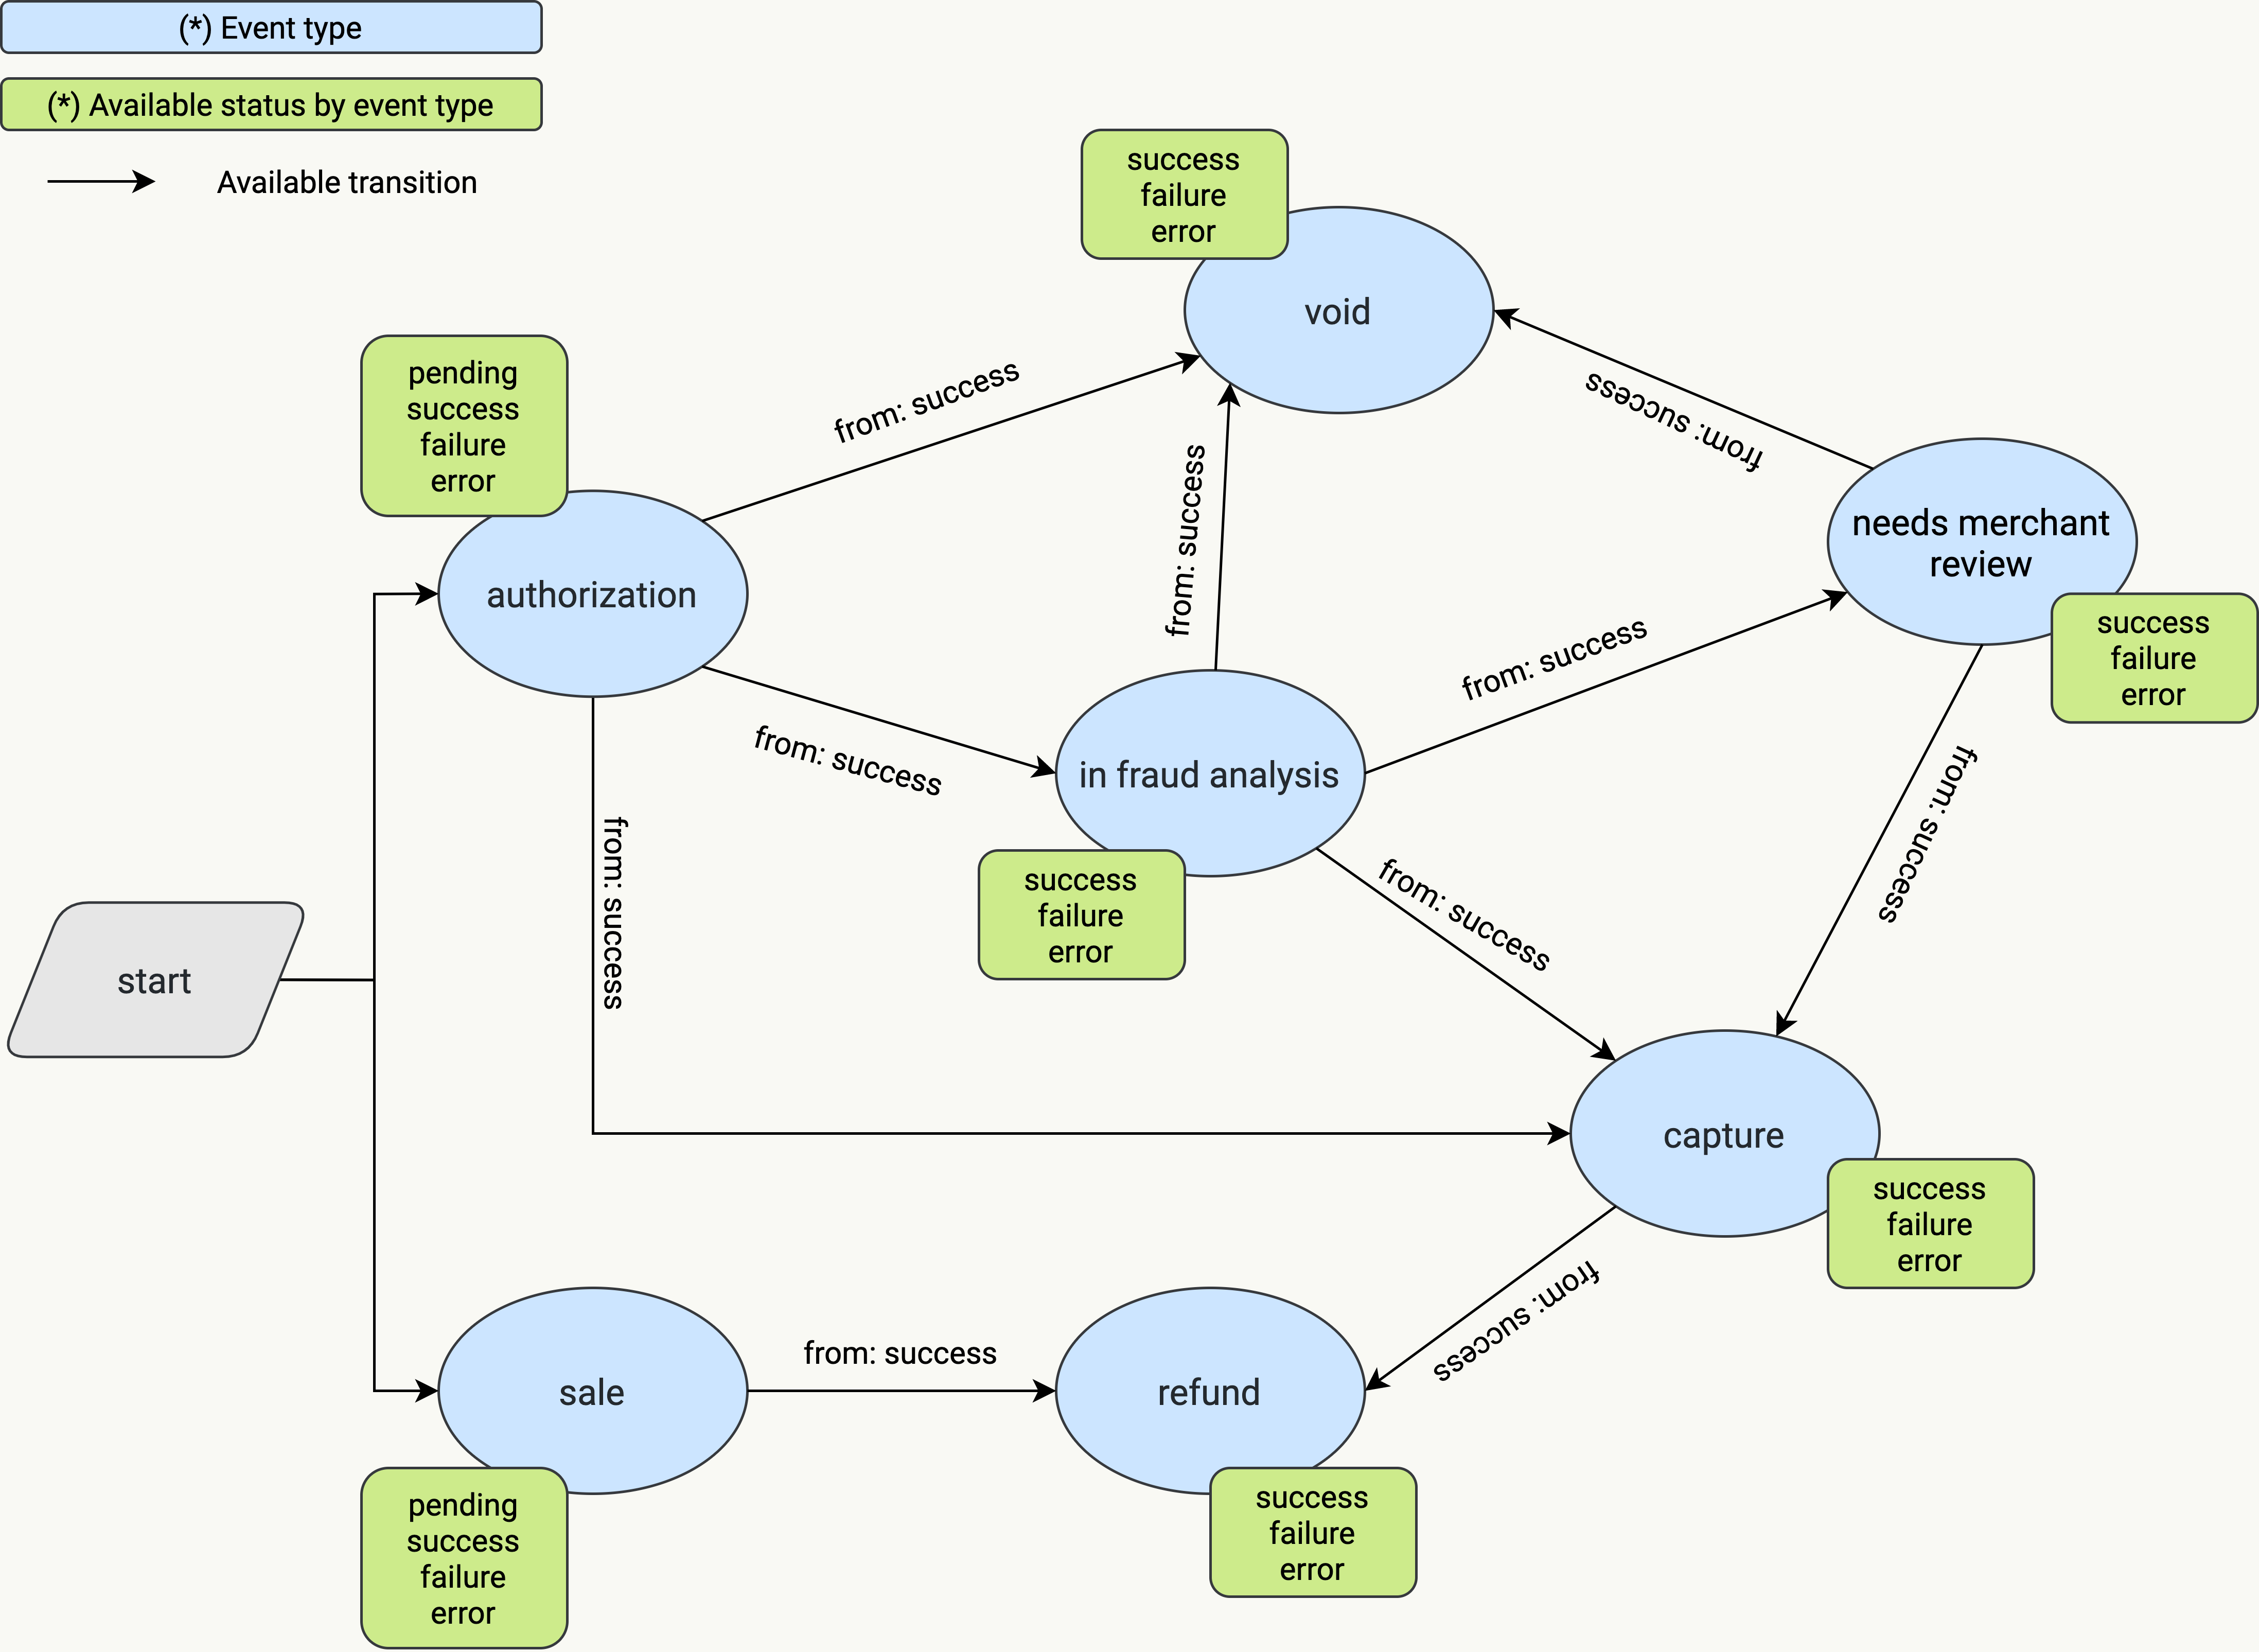 (*) Event type
(*) Available status by event type
Available transition
success
failure
error
void
pending
success
failure
error
from: success
from: success
authorization
from: success
needs merchant
review
success
failure
error
from: success
from: success
in fraud analysis
from: success
from: success
success
failure
error
from: success
start
capture
success
failure
error
from: success
sale
from: success
refund
pending
success
failure
error
success
failure
error